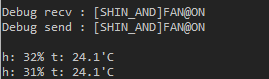 Debug recv : [SHIN_AND]FAN@ON
Debug send : [SHIN_AND]FAN@ON

h: 32% t: 24.1'C
h: 31% t: 24.1'C